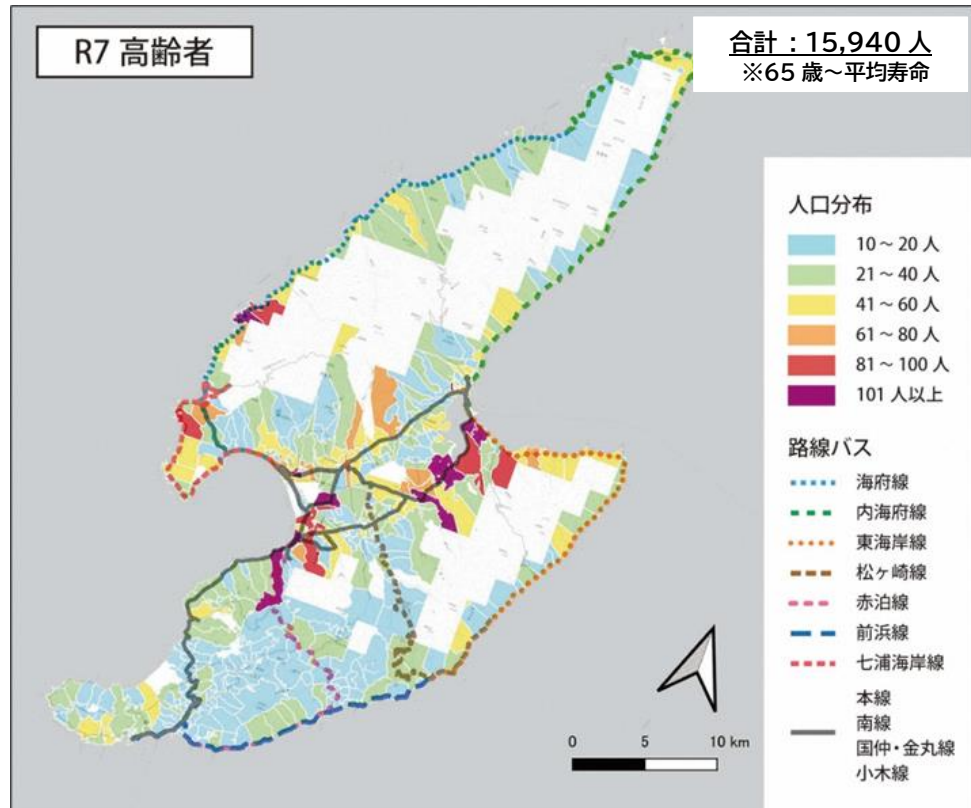 R7 高齢者
合計 : 15,940 人
※65 歳～平均寿命
人口分布
10～20 人
21～40 人
41～60 人
61～80 人
81～100 人
101 人以上
路線バス
海府線
内海府線
東海岸線
松ヶ崎線
赤泊線
前浜線
七浦海岸線
本線
南線
国仲・金丸線
小木線
0 5 10 km